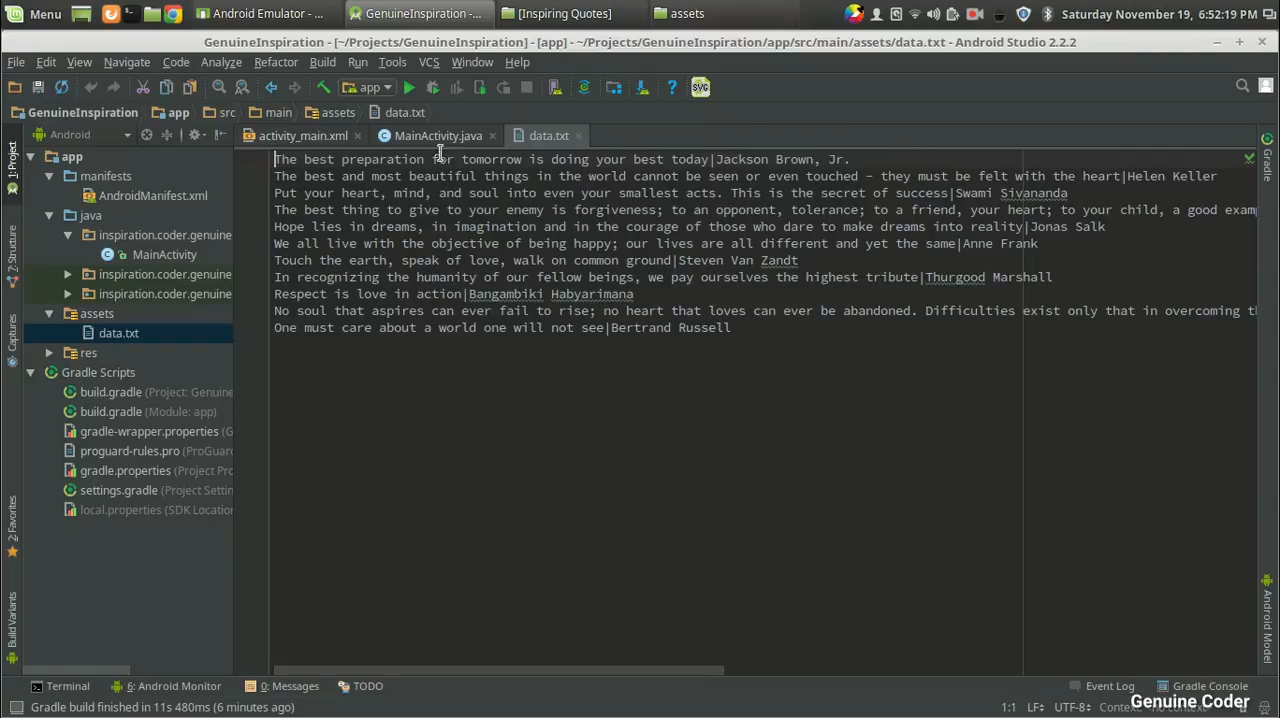 Menu
Android Emulator - ...
GenuineInspiration -...
[Inspiring Quotes]
assets
Saturday November 19, 6:52:19 PM
GenuineInspiration - [~/Projects/GenuineInspiration] - [app] - ~/Projects/GenuineInspiration/app/src/main/assets/data.txt - Android Studio 2.2.2
File Edit View Navigate Code Analyze Refactor Build Run Tools VCS Window Help
app
SVG
GenuineInspiration app src main assets data.txt
Android
activity_main.xml
MainActivity.java
data.txt
1: Project
Z: Structure
Captures
2: Favorites
Build Variants
app
manifests
AndroidManifest.xml
java
inspiration.coder.genuine
MainActivity
inspiration.coder.genuine
inspiration.coder.genuine
assets
data.txt
res
Gradle Scripts
build.gradle (Project: Genuine
build.gradle (Module: app)
gradle-wrapper.properties (G
proguard-rules.pro (ProGuar
gradle.properties (Project Pro
settings.gradle (Project Settin
local.properties (SDK Location
The best preparation for tomorrow is doing your best today|Jackson Brown, Jr.
The best and most beautiful things in the world cannot be seen or even touched - they must be felt with the heart|Helen Keller
Put your heart, mind, and soul into even your smallest acts. This is the secret of success|Swami Sivananda
The best thing to give to your enemy is forgiveness; to an opponent, tolerance; to a friend, your heart; to your child, a good examp
Hope lies in dreams, in imagination and in the courage of those who dare to make dreams into reality|Jonas Salk
We all live with the objective of being happy; our lives are all different and yet the same|Anne Frank
Touch the earth, speak of love, walk on common ground|Steven Van Zandt
In recognizing the humanity of our fellow beings, we pay ourselves the highest tribute|Thurgood Marshall
Respect is love in action|Bangambiki Habyarimana
No soul that aspires can ever fail to rise; no heart that loves can ever be abandoned. Difficulties exist only that in overcoming t
One must care about a world one will not see|Bertrand Russell
Gradle
Android Model
Terminal
6: Android Monitor
0: Messages
TODO
Event Log
Gradle Console
Gradle build finished in 11s 480ms (6 minutes ago)
1:1 LF UTF-8 Context:
Genuine Coder